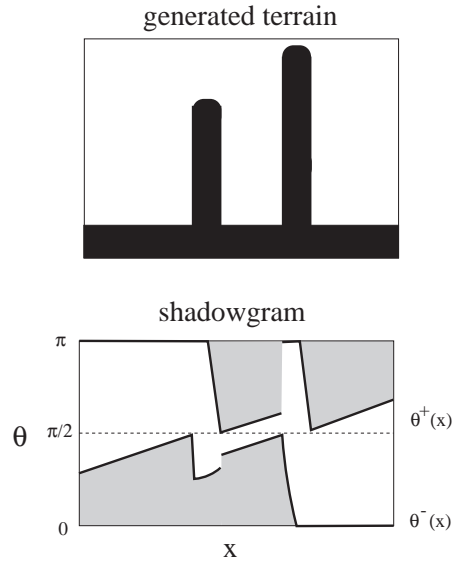 generated terrain
shadowgram
π
θ
π/2
θ⁺(x)
0
θ⁻(x)
x